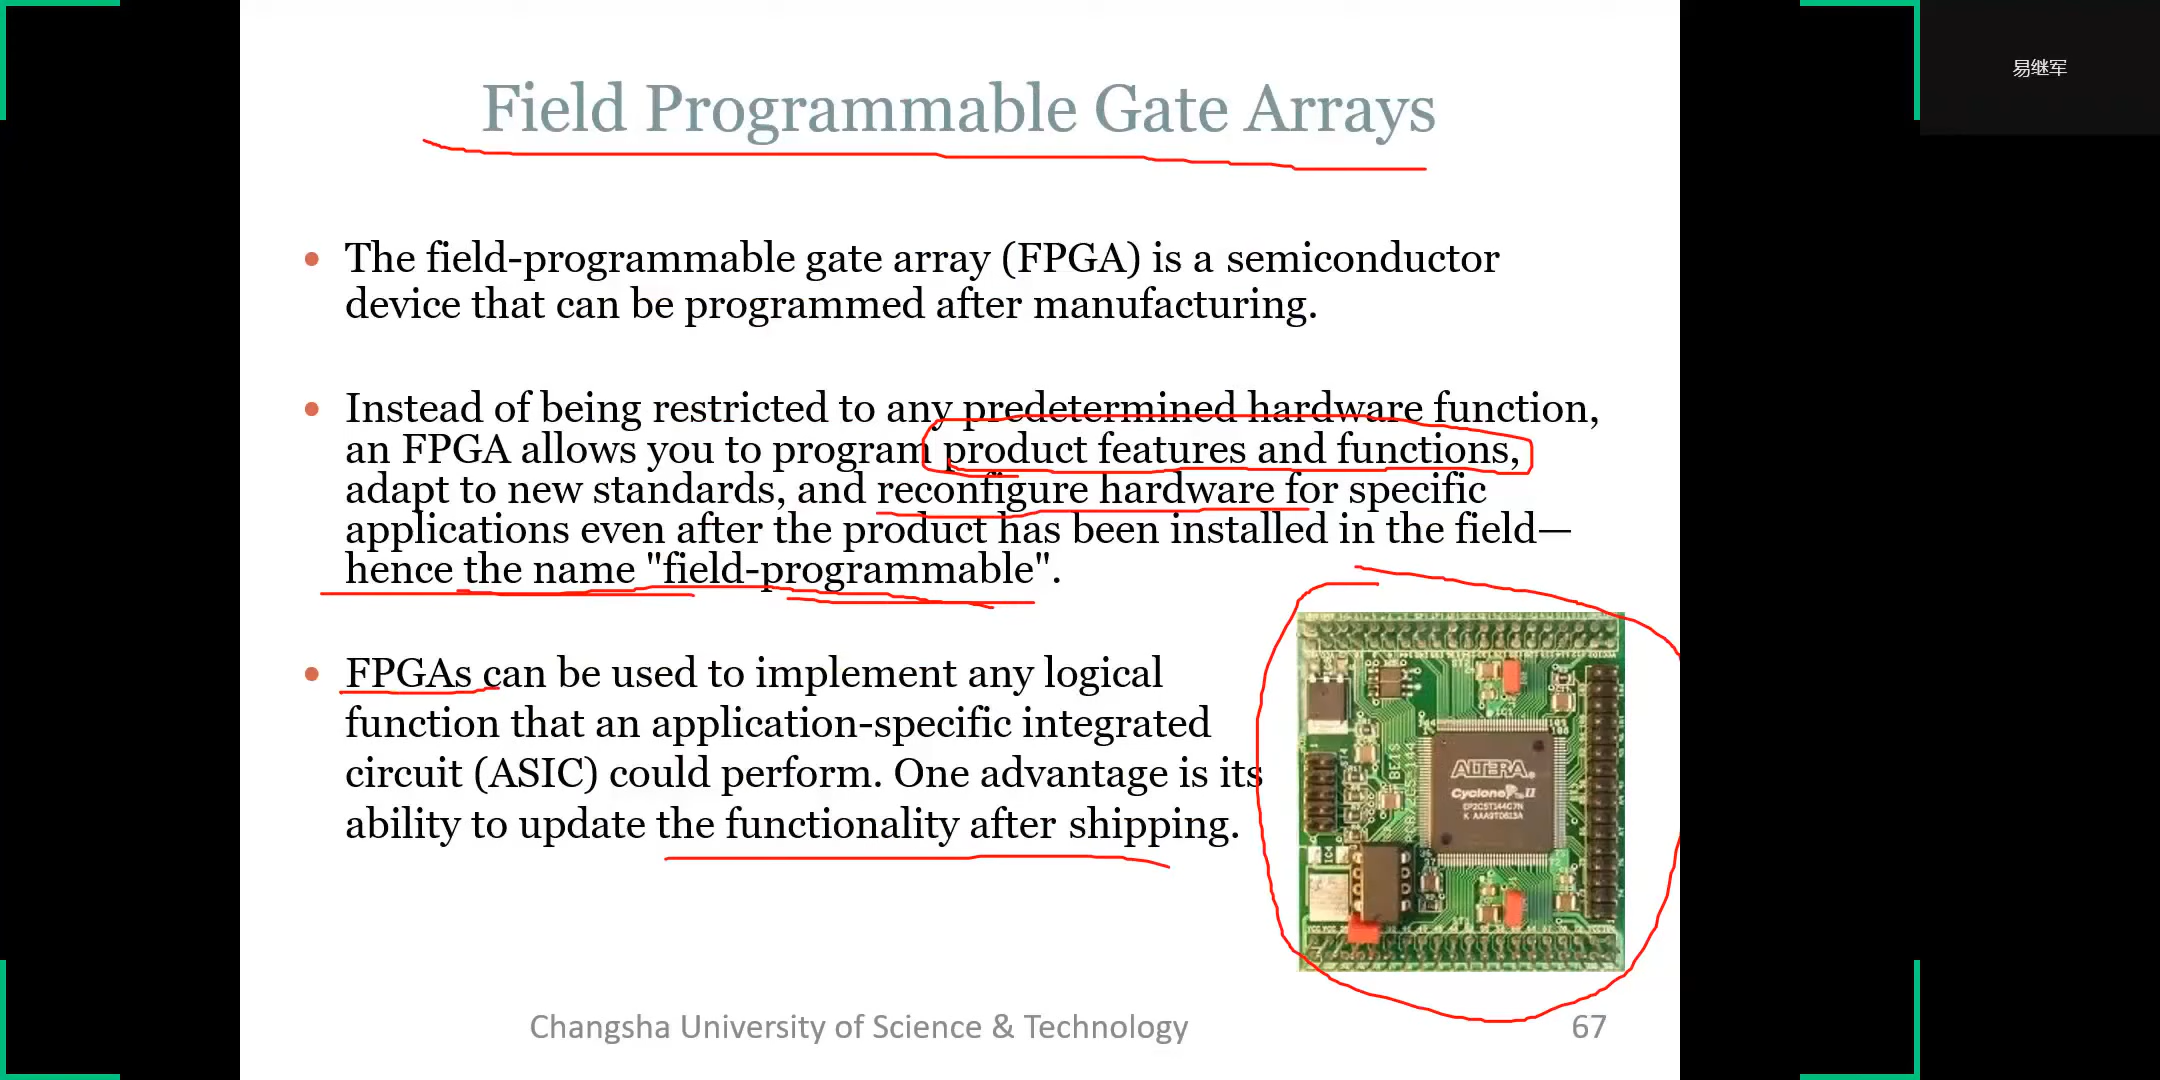 Field Programmable Gate Arrays
易继军
• The field-programmable gate array (FPGA) is a semiconductor
device that can be programmed after manufacturing.
• Instead of being restricted to any predetermined hardware function,
an FPGA allows you to program product features and functions,
adapt to new standards, and reconfigure hardware for specific
applications even after the product has been installed in the field—
hence the name "field-programmable".
• FPGAs can be used to implement any logical
function that an application-specific integrated
circuit (ASIC) could perform. One advantage is its
ability to update the functionality after shipping.
ALTERA
Cyclone II
EP2C5T144C7N
Changsha University of Science & Technology
67